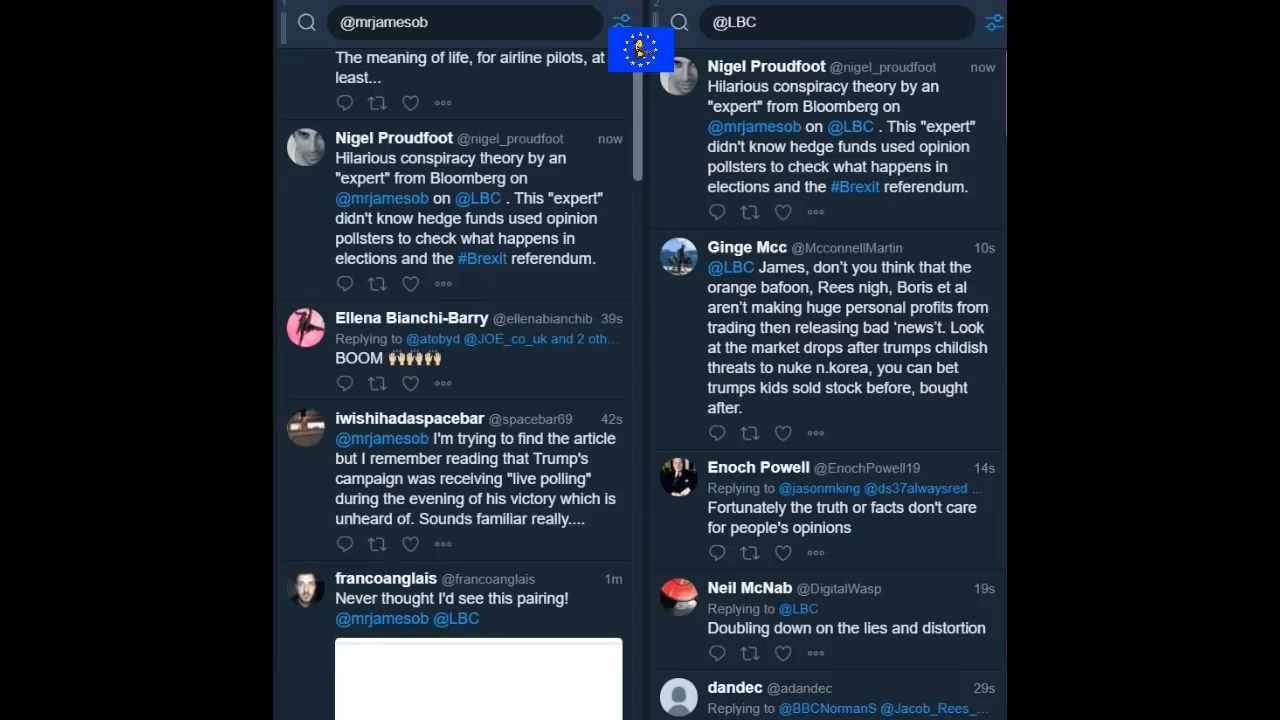 @mrjamesob
The meaning of life, for airline pilots, at
least...
Nigel Proudfoot @nigel_proudfoot now
Hilarious conspiracy theory by an
"expert" from Bloomberg on
@mrjamesob on @LBC . This "expert"
didn't know hedge funds used opinion
pollsters to check what happens in
elections and the #Brexit referendum.
Ellena Bianchi-Barry @ellenabianchib 39s
Replying to @atobyd @JOE_co_uk and 2 oth...
BOOM 🙌🏼🙌🏼🙌🏼
iwishihadaspacebar @spacebar69 42s
@mrjamesob I'm trying to find the article
but I remember reading that Trump's
campaign was receiving "live polling"
during the evening of his victory which is
unheard of. Sounds familiar really....
francoanglais @francoanglais 1m
Never thought I'd see this pairing!
@mrjamesob @LBC
2
@LBC
Nigel Proudfoot @nigel_proudfoot now
Hilarious conspiracy theory by an
"expert" from Bloomberg on
@mrjamesob on @LBC . This "expert"
didn't know hedge funds used opinion
pollsters to check what happens in
elections and the #Brexit referendum.
Ginge Mcc @McconnellMartin 10s
@LBC James, don’t you think that the
orange bafoon, Rees nigh, Boris et al
aren’t making huge personal profits from
trading then releasing bad ‘news’t. Look
at the market drops after trumps childish
threats to nuke n.korea, you can bet
trumps kids sold stock before, bought
after.
Enoch Powell @EnochPowell19 14s
Replying to @jasonmking @ds37alwaysred ...
Fortunately the truth or facts don't care
for people's opinions
Neil McNab @DigitalWasp 19s
Replying to @LBC
Doubling down on the lies and distortion
dandec @adandec 29s
Replying to @BBCNormanS @Jacob_Rees_...